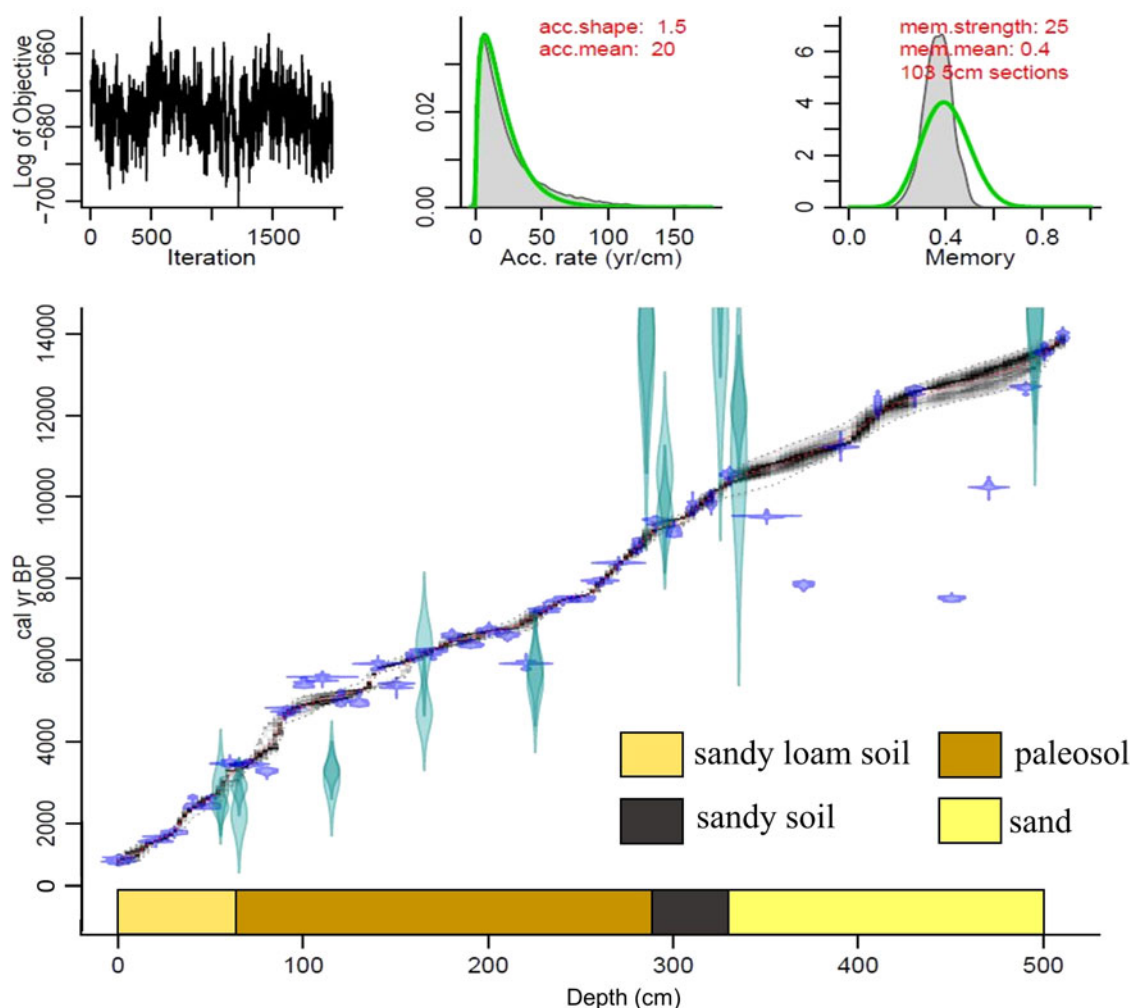 Log of Objective
-700
-680
-660
0
500
1500
Iteration
acc.shape: 1.5
acc.mean: 20
0.00
0.02
0
50
100
150
Acc. rate (yr/cm)
mem.strength: 25
mem.mean: 0.4
103 5cm sections
0
2
4
6
0.0
0.4
0.8
Memory
cal yr BP
14000
12000
10000
8000
6000
4000
2000
0
sandy loam soil
paleosol
sandy soil
sand
0
100
200
300
400
500
Depth (cm)